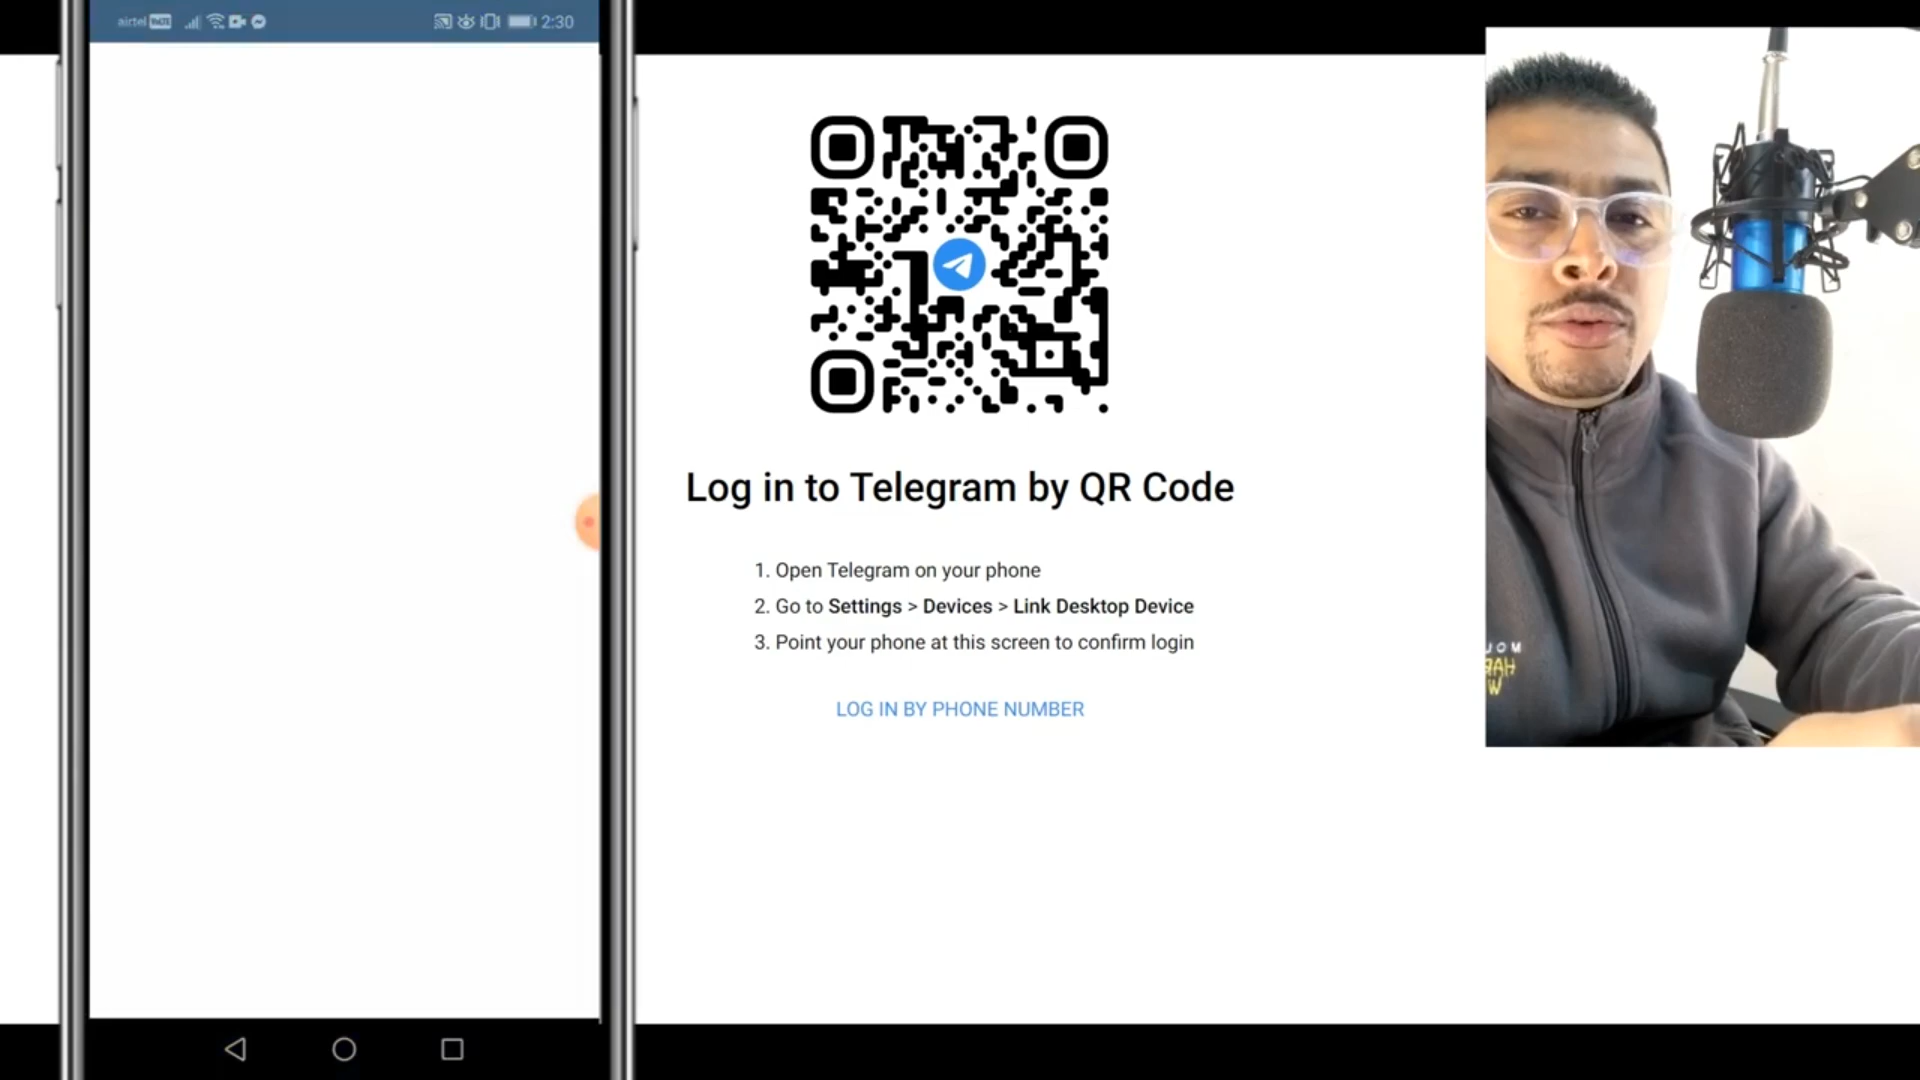 airtel 2:30
Log in to Telegram by QR Code
1. Open Telegram on your phone
2. Go to Settings > Devices > Link Desktop Device
3. Point your phone at this screen to confirm login
LOG IN BY PHONE NUMBER